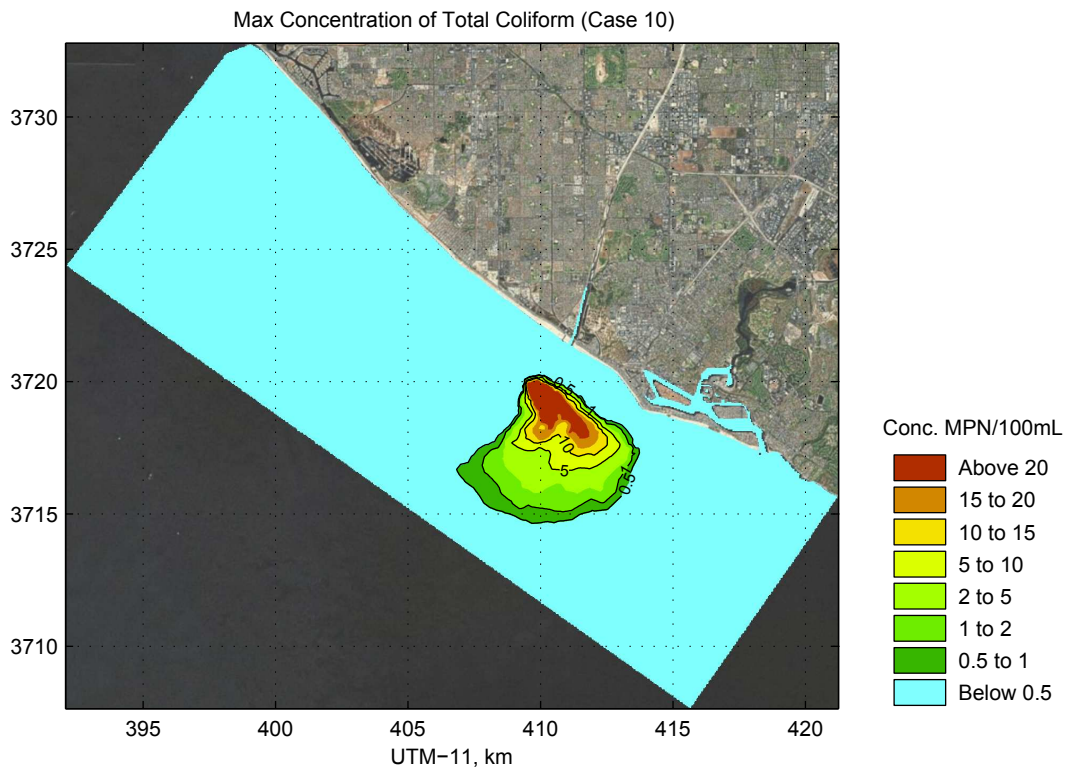 Max Concentration of Total Coliform (Case 10)
3730
3725
3720
3715
3710
0.5
1
10
5
1
0.5
395
400
405
410
415
420
UTM−11, km
Conc. MPN/100mL
Above 20
15 to 20
10 to 15
5 to 10
2 to 5
1 to 2
0.5 to 1
Below 0.5